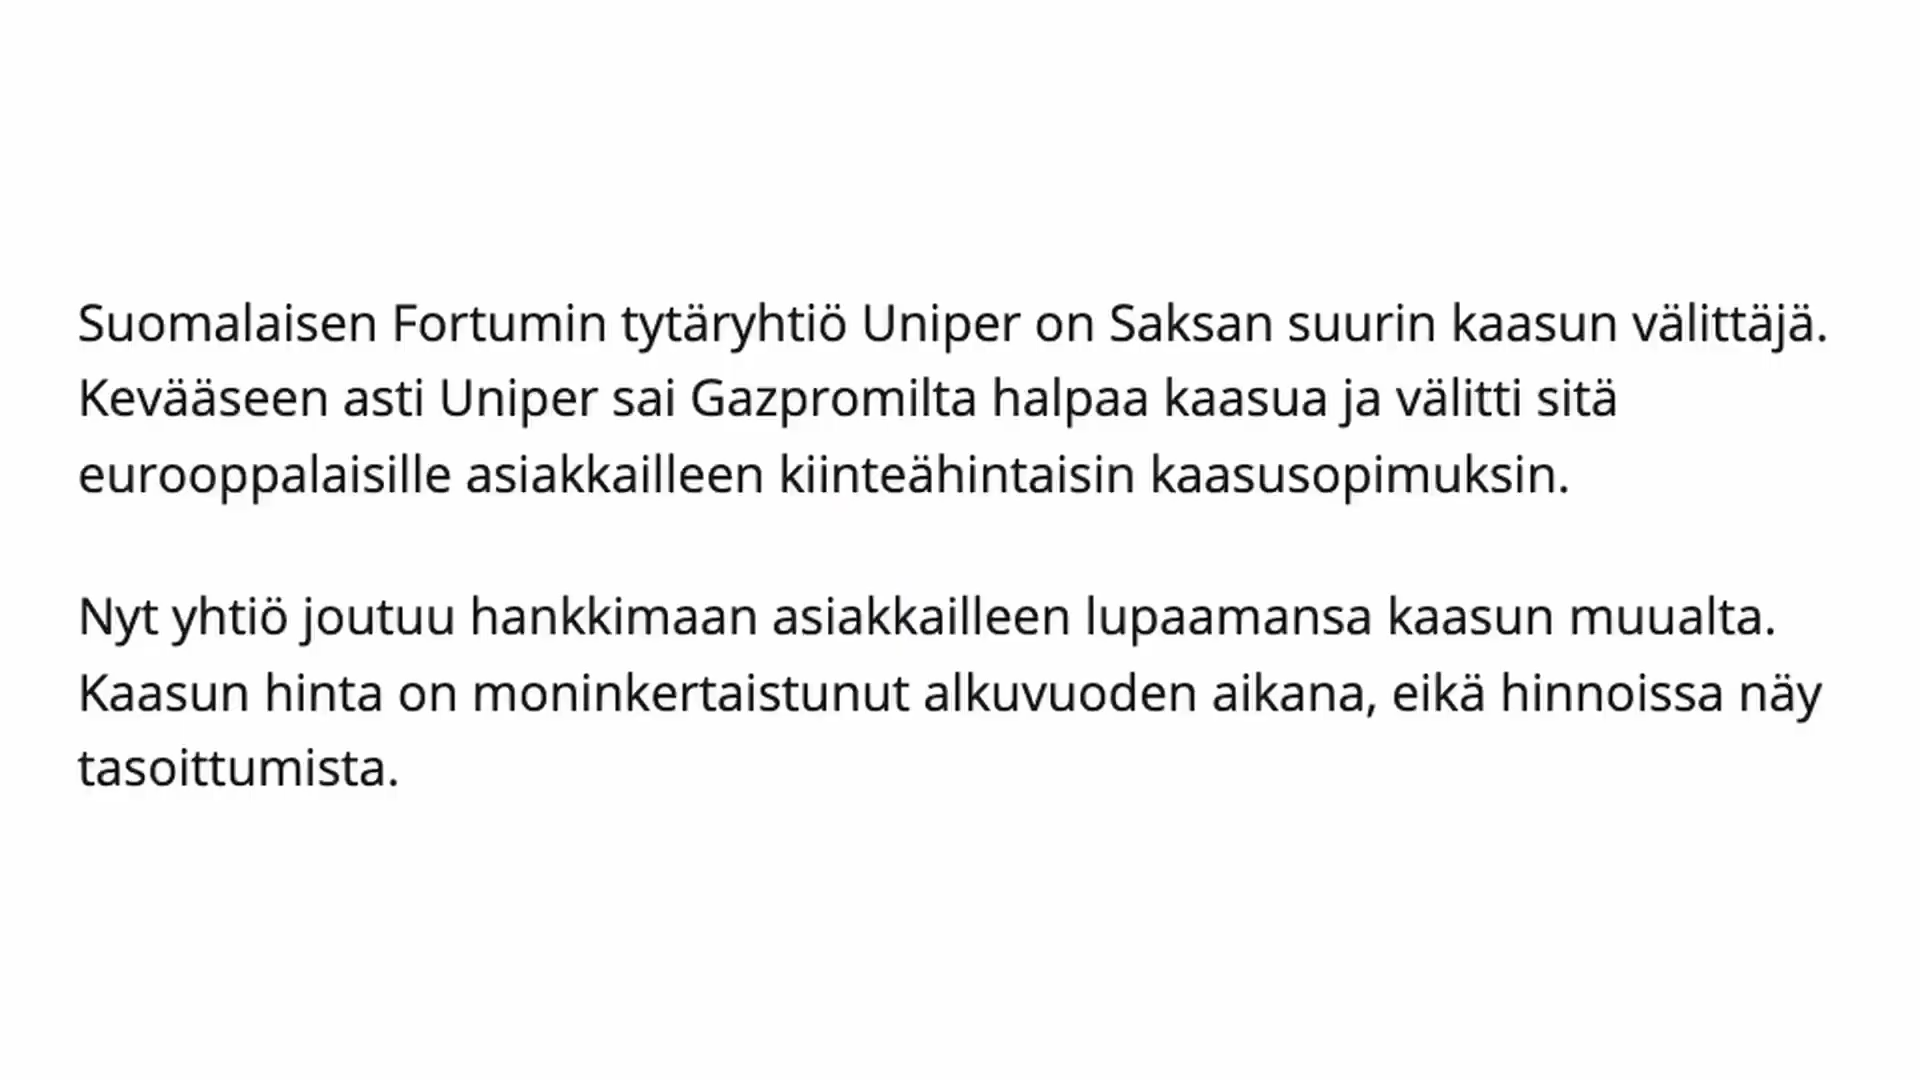 Suomalaisen Fortumin tytäryhtiö Uniper on Saksan suurin kaasun välittäjä.
Kevääseen asti Uniper sai Gazpromilta halpaa kaasua ja välitti sitä
eurooppalaisille asiakkailleen kiinteähintaisin kaasusopimuksin.
Nyt yhtiö joutuu hankkimaan asiakkailleen lupaamansa kaasun muualta.
Kaasun hinta on moninkertaistunut alkuvuoden aikana, eikä hinnoissa näy
tasoittumista.